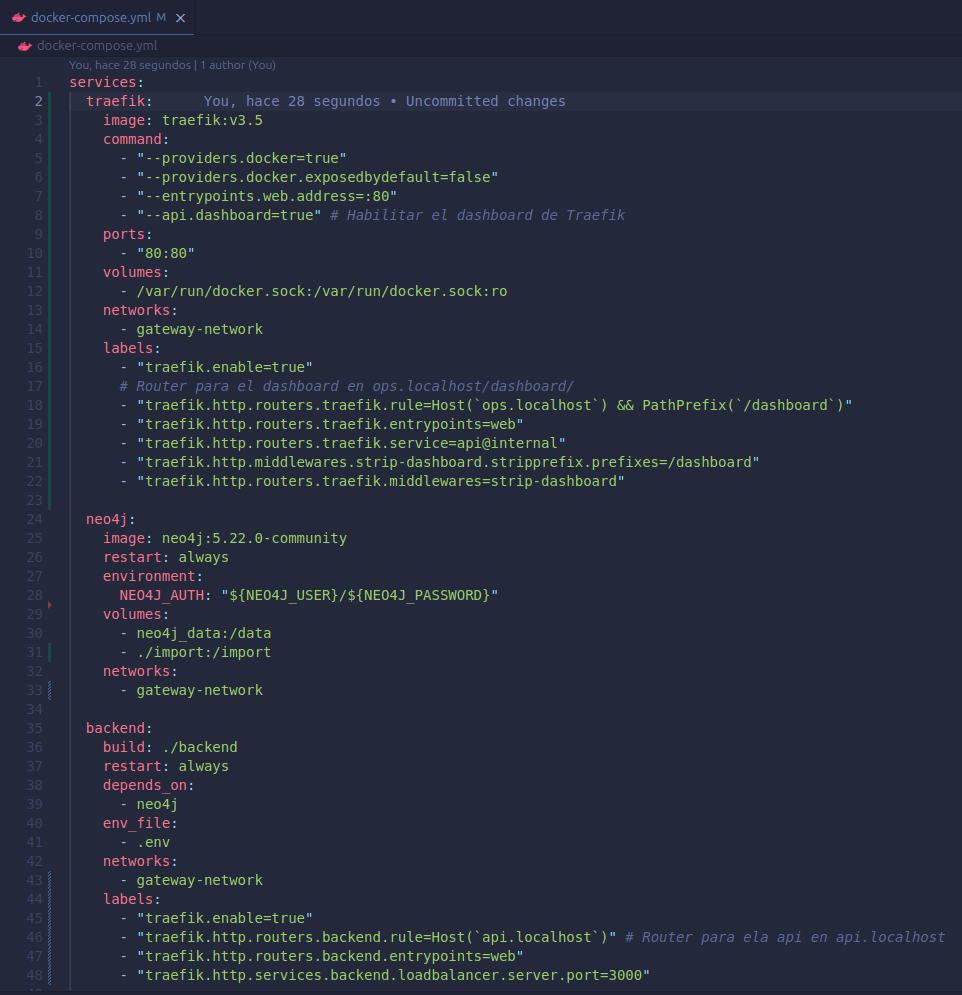 docker-compose.yml M ×
docker-compose.yml
You, hace 28 segundos | 1 author (You)
1 services:
2   traefik:      You, hace 28 segundos • Uncommitted changes
3     image: traefik:v3.5
4     command:
5       - "--providers.docker=true"
6       - "--providers.docker.exposedbydefault=false"
7       - "--entrypoints.web.address=:80"
8       - "--api.dashboard=true" # Habilitar el dashboard de Traefik
9     ports:
10       - "80:80"
11     volumes:
12       - /var/run/docker.sock:/var/run/docker.sock:ro
13     networks:
14       - gateway-network
15     labels:
16       - "traefik.enable=true"
17       # Router para el dashboard en ops.localhost/dashboard/
18       - "traefik.http.routers.traefik.rule=Host(`ops.localhost`) && PathPrefix(`/dashboard`)"
19       - "traefik.http.routers.traefik.entrypoints=web"
20       - "traefik.http.routers.traefik.service=api@internal"
21       - "traefik.http.middlewares.strip-dashboard.stripprefix.prefixes=/dashboard"
22       - "traefik.http.routers.traefik.middlewares=strip-dashboard"
23
24   neo4j:
25     image: neo4j:5.22.0-community
26     restart: always
27     environment:
28       NEO4J_AUTH: "${NEO4J_USER}/${NEO4J_PASSWORD}"
29     volumes:
30       - neo4j_data:/data
31       - ./import:/import
32     networks:
33       - gateway-network
34
35   backend:
36     build: ./backend
37     restart: always
38     depends_on:
39       - neo4j
40     env_file:
41       - .env
42     networks:
43       - gateway-network
44     labels:
45       - "traefik.enable=true"
46       - "traefik.http.routers.backend.rule=Host(`api.localhost`)" # Router para ela api en api.localhost
47       - "traefik.http.routers.backend.entrypoints=web"
48       - "traefik.http.services.backend.loadbalancer.server.port=3000"